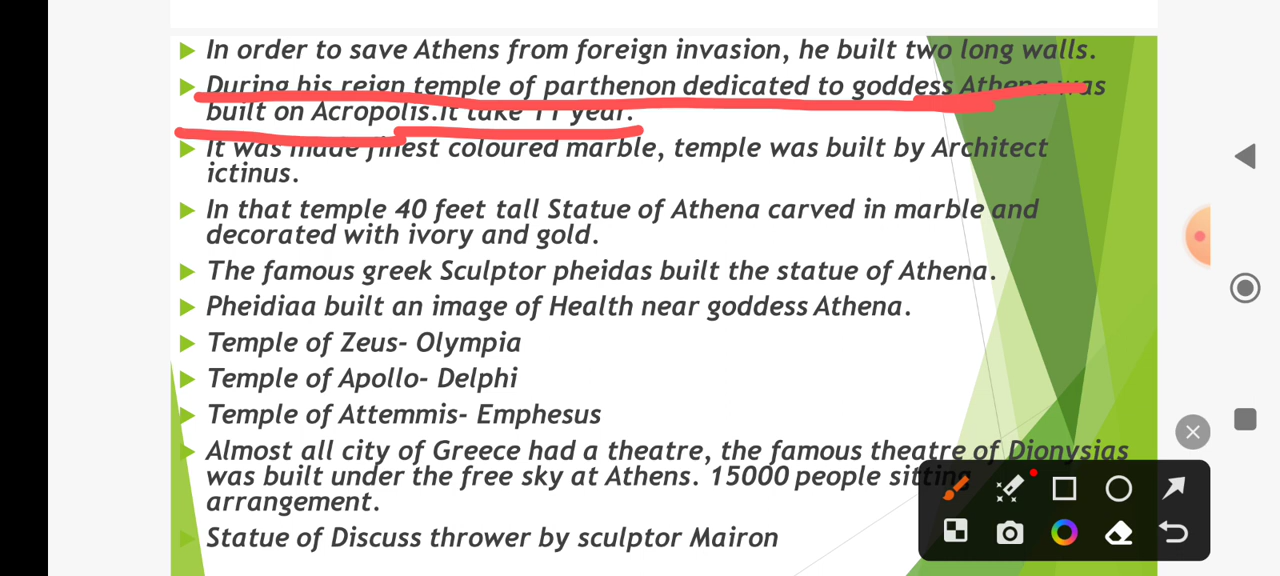 In order to save Athens from foreign invasion, he built two long walls.
During his reign temple of parthenon dedicated to goddess Athena was
built on Acropolis.it take 11 year.
It was made finest coloured marble, temple was built by Architect
ictinus.
In that temple 40 feet tall Statue of Athena carved in marble and
decorated with ivory and gold.
The famous greek Sculptor pheidas built the statue of Athena.
Pheidiaa built an image of Health near goddess Athena.
Temple of Zeus- Olympia
Temple of Apollo- Delphi
Temple of Attemmis- Emphesus
Almost all city of Greece had a theatre, the famous theatre of Dionysias
was built under the free sky at Athens. 15000 people sitting
arrangement.
Statue of Discuss thrower by sculptor Mairon